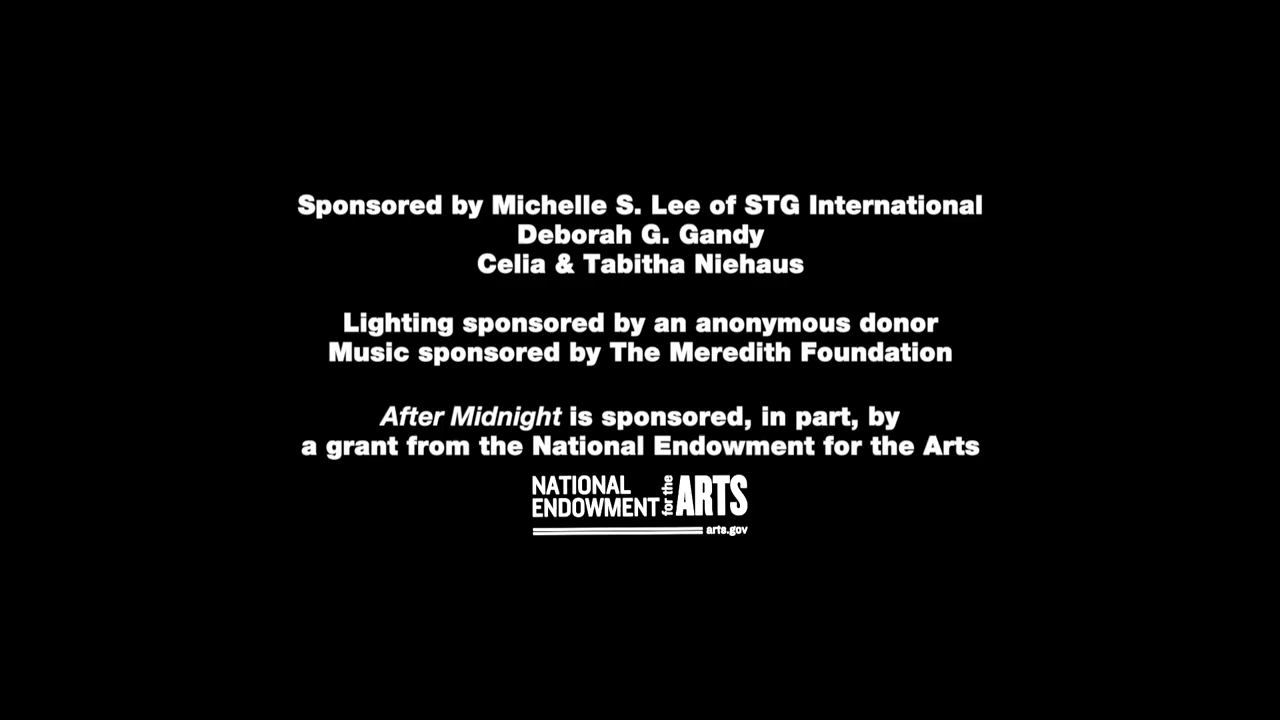 Sponsored by Michelle S. Lee of STG International
Deborah G. Gandy
Celia & Tabitha Niehaus
Lighting sponsored by an anonymous donor
Music sponsored by The Meredith Foundation
After Midnight is sponsored, in part, by
a grant from the National Endowment for the Arts
NATIONAL ENDOWMENT for the ARTS
arts.gov